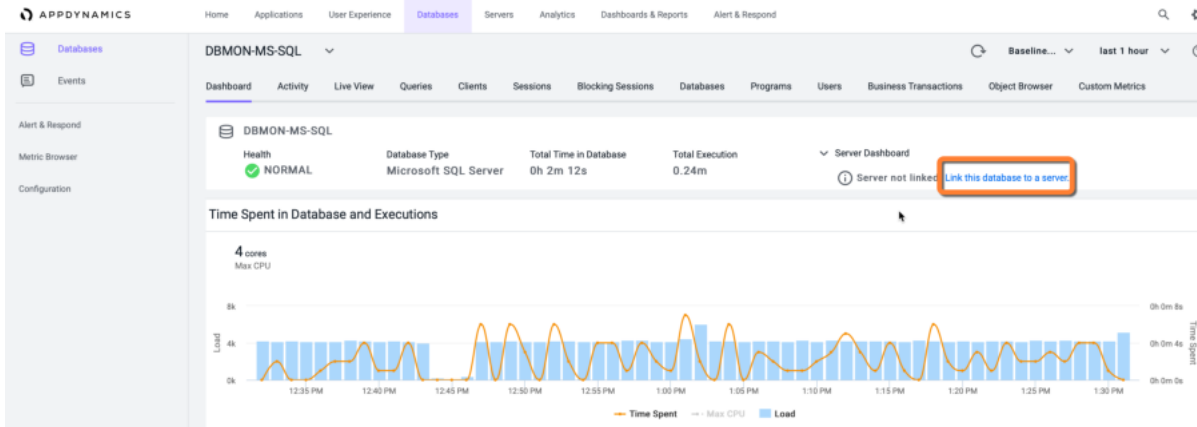 APPDYNAMICS
Home Applications User Experience Databases Servers Analytics Dashboards & Reports Alert & Respond
Databases
Events
Alert & Respond
Metric Browser
Configuration
DBMON-MS-SQL
Baseline... last 1 hour
Dashboard Activity Live View Queries Clients Sessions Blocking Sessions Databases Programs Users Business Transactions Object Browser Custom Metrics
DBMON-MS-SQL
Health Database Type Total Time in Database Total Execution Server Dashboard
NORMAL Microsoft SQL Server 0h 2m 12s 0.24m Server not linked Link this database to a server.
Time Spent in Database and Executions
4 cores
Max CPU
8k 0h 0m 8s
4k 0h 0m 4s
0k 0h 0m 0s
Load
Time Spent
12:35 PM 12:40 PM 12:45 PM 12:50 PM 12:55 PM 1:00 PM 1:05 PM 1:10 PM 1:15 PM 1:20 PM 1:25 PM 1:30 PM
Time Spent Max CPU Load